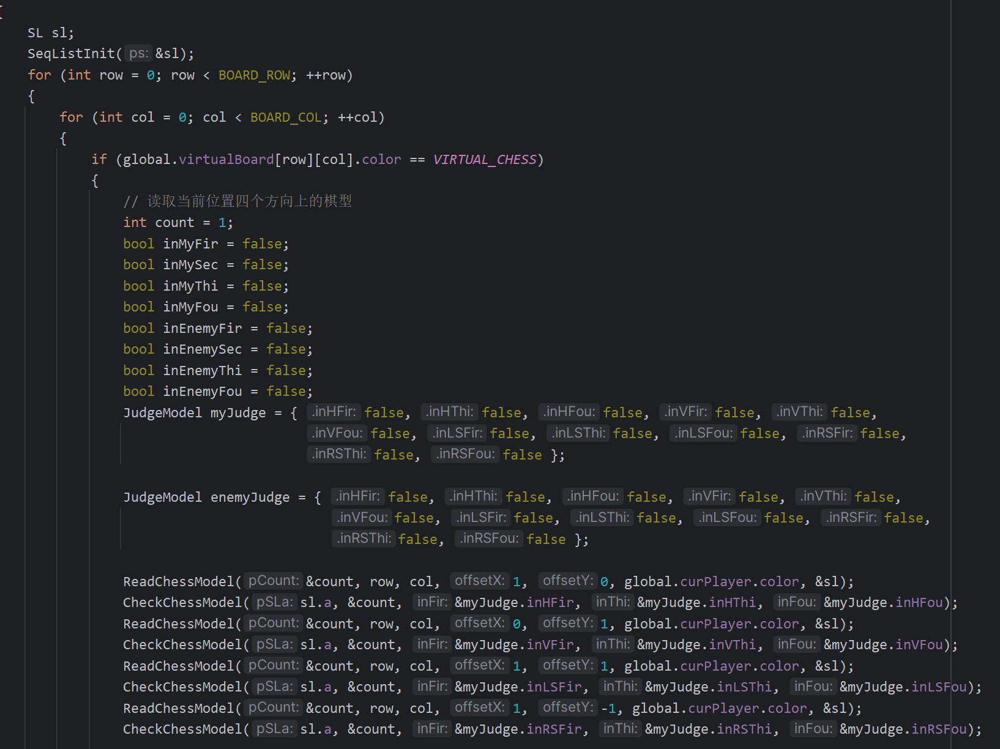 {
SL sl;
SeqListInit( ps: &sl);
for (int row = 0; row < BOARD_ROW; ++row)
{
for (int col = 0; col < BOARD_COL; ++col)
{
if (global.virtualBoard[row][col].color == VIRTUAL_CHESS)
{
// 读取当前位置四个方向上的棋型
int count = 1;
bool inMyFir = false;
bool inMySec = false;
bool inMyThi = false;
bool inMyFou = false;
bool inEnemyFir = false;
bool inEnemySec = false;
bool inEnemyThi = false;
bool inEnemyFou = false;
JudgeModel myJudge = { .inHFir: false, .inHThi: false, .inHFou: false, .inVFir: false, .inVThi: false,
.inVFou: false, .inLSFir: false, .inLSThi: false, .inLSFou: false, .inRSFir: false,
.inRSThi: false, .inRSFou: false };
JudgeModel enemyJudge = { .inHFir: false, .inHThi: false, .inHFou: false, .inVFir: false, .inVThi: false,
.inVFou: false, .inLSFir: false, .inLSThi: false, .inLSFou: false, .inRSFir: false,
.inRSThi: false, .inRSFou: false };
ReadChessModel( pCount: &count, row, col, offsetX: 1, offsetY: 0, global.curPlayer.color, &sl);
CheckChessModel( pSLa: sl.a, &count, inFir: &myJudge.inHFir, inThi: &myJudge.inHThi, inFou: &myJudge.inHFou);
ReadChessModel( pCount: &count, row, col, offsetX: 0, offsetY: 1, global.curPlayer.color, &sl);
CheckChessModel( pSLa: sl.a, &count, inFir: &myJudge.inVFir, inThi: &myJudge.inVThi, inFou: &myJudge.inVFou);
ReadChessModel( pCount: &count, row, col, offsetX: 1, offsetY: 1, global.curPlayer.color, &sl);
CheckChessModel( pSLa: sl.a, &count, inFir: &myJudge.inLSFir, inThi: &myJudge.inLSThi, inFou: &myJudge.inLSFou);
ReadChessModel( pCount: &count, row, col, offsetX: 1, offsetY: -1, global.curPlayer.color, &sl);
CheckChessModel( pSLa: sl.a, &count, inFir: &myJudge.inRSFir, inThi: &myJudge.inRSThi, inFou: &myJudge.inRSFou);